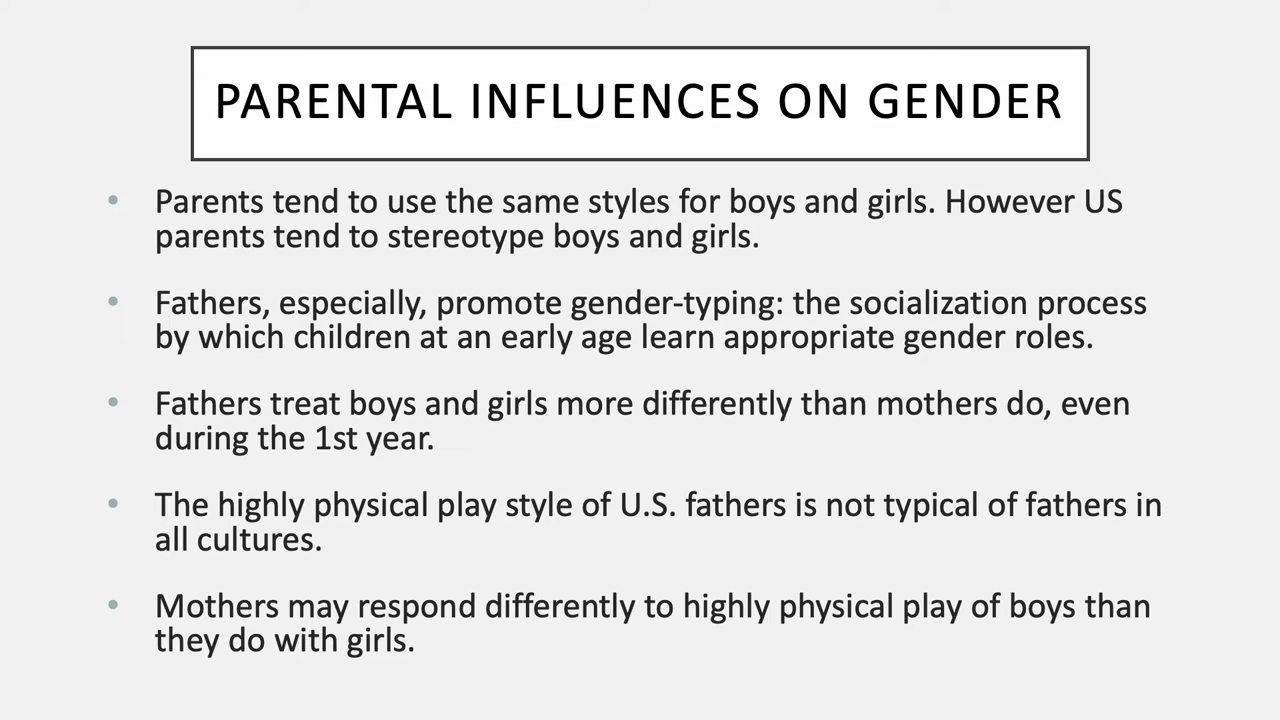 PARENTAL INFLUENCES ON GENDER
• Parents tend to use the same styles for boys and girls. However US
parents tend to stereotype boys and girls.
• Fathers, especially, promote gender-typing: the socialization process
by which children at an early age learn appropriate gender roles.
• Fathers treat boys and girls more differently than mothers do, even
during the 1st year.
• The highly physical play style of U.S. fathers is not typical of fathers in
all cultures.
• Mothers may respond differently to highly physical play of boys than
they do with girls.